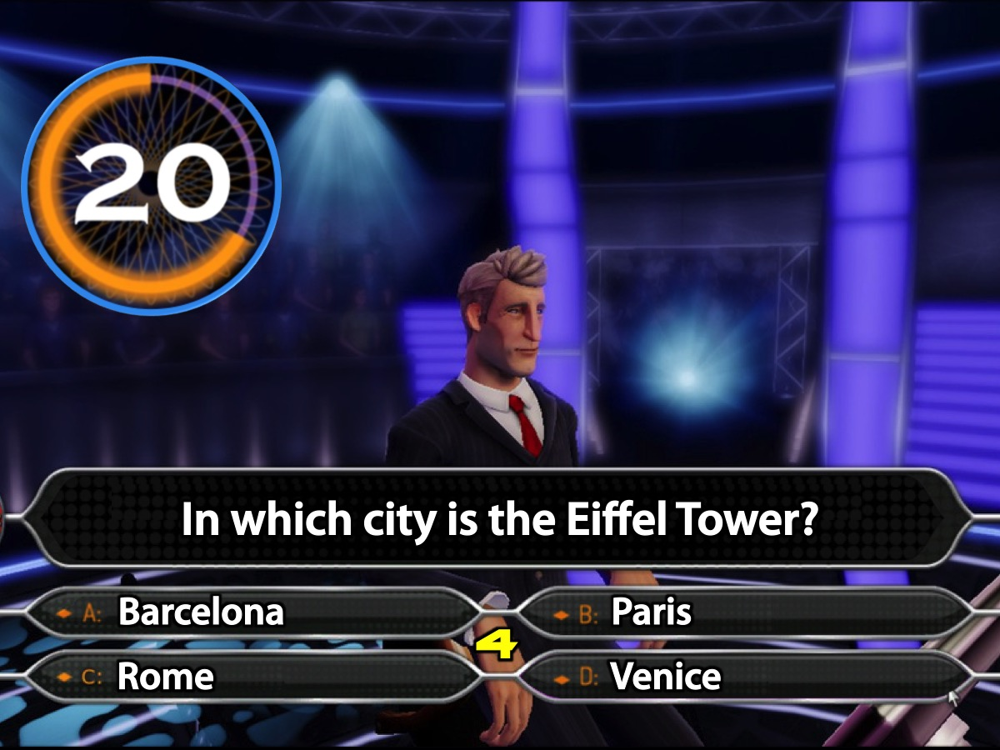 20
In which city is the Eiffel Tower?
A: Barcelona
B: Paris
4
C: Rome
D: Venice